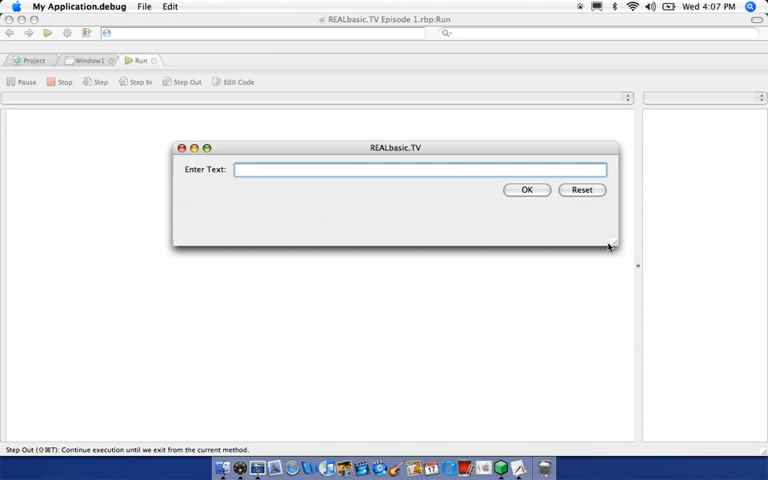 My Application.debug File Edit Wed 4:07 PM
REALbasic.TV Episode 1.rbp:Run
Project Window1 Run
Pause Stop Step Step In Step Out Edit Code
REALbasic.TV
Enter Text:
OK Reset
Step Out (⇧⌘T): Continue execution until we exit from the current method.
17